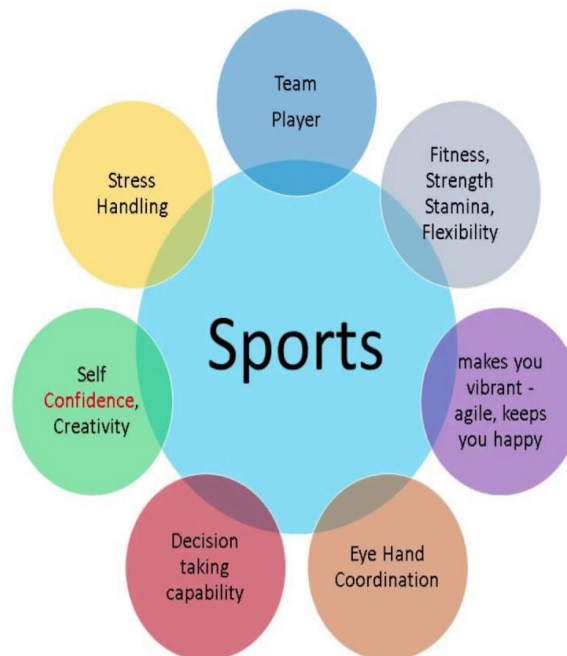 Team
Player
Fitness,
Strength
Stamina,
Flexibility
makes you
vibrant -
agile, keeps
you happy
Eye Hand
Coordination
Decision
taking
capability
Self
Confidence,
Creativity
Stress
Handling
Sports